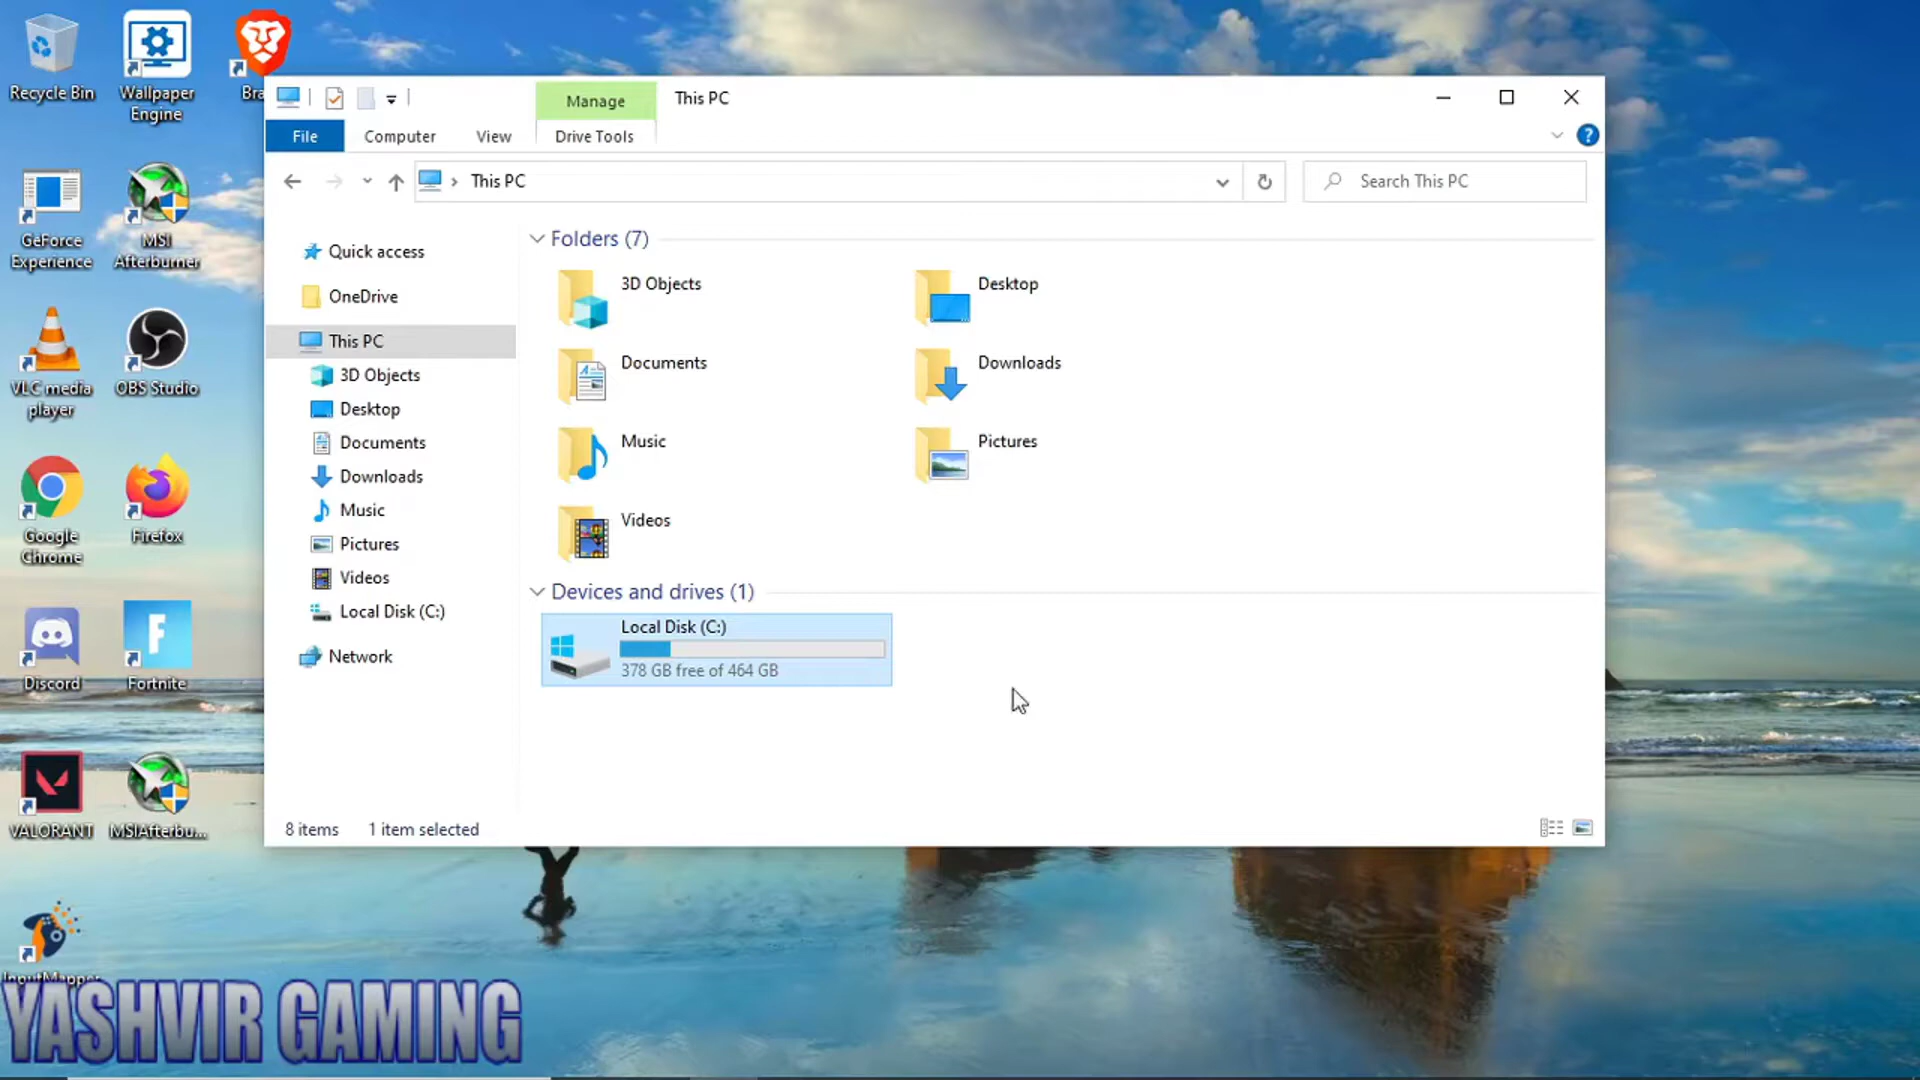 Recycle Bin
Wallpaper
Engine
Bra
GeForce
Experience
MSI
Afterburner
VLC media
player
OBS Studio
Google
Chrome
Firefox
Discord
Fortnite
VALORANT
MSIAfterbu...
InputMapper
Manage
This PC
File
Computer
View
Drive Tools
This PC
Search This PC
Quick access
OneDrive
This PC
3D Objects
Desktop
Documents
Downloads
Music
Pictures
Videos
Local Disk (C:)
Network
Folders (7)
3D Objects
Desktop
Documents
Downloads
Music
Pictures
Videos
Devices and drives (1)
Local Disk (C:)
378 GB free of 464 GB
8 items
1 item selected
YASHVIR GAMING